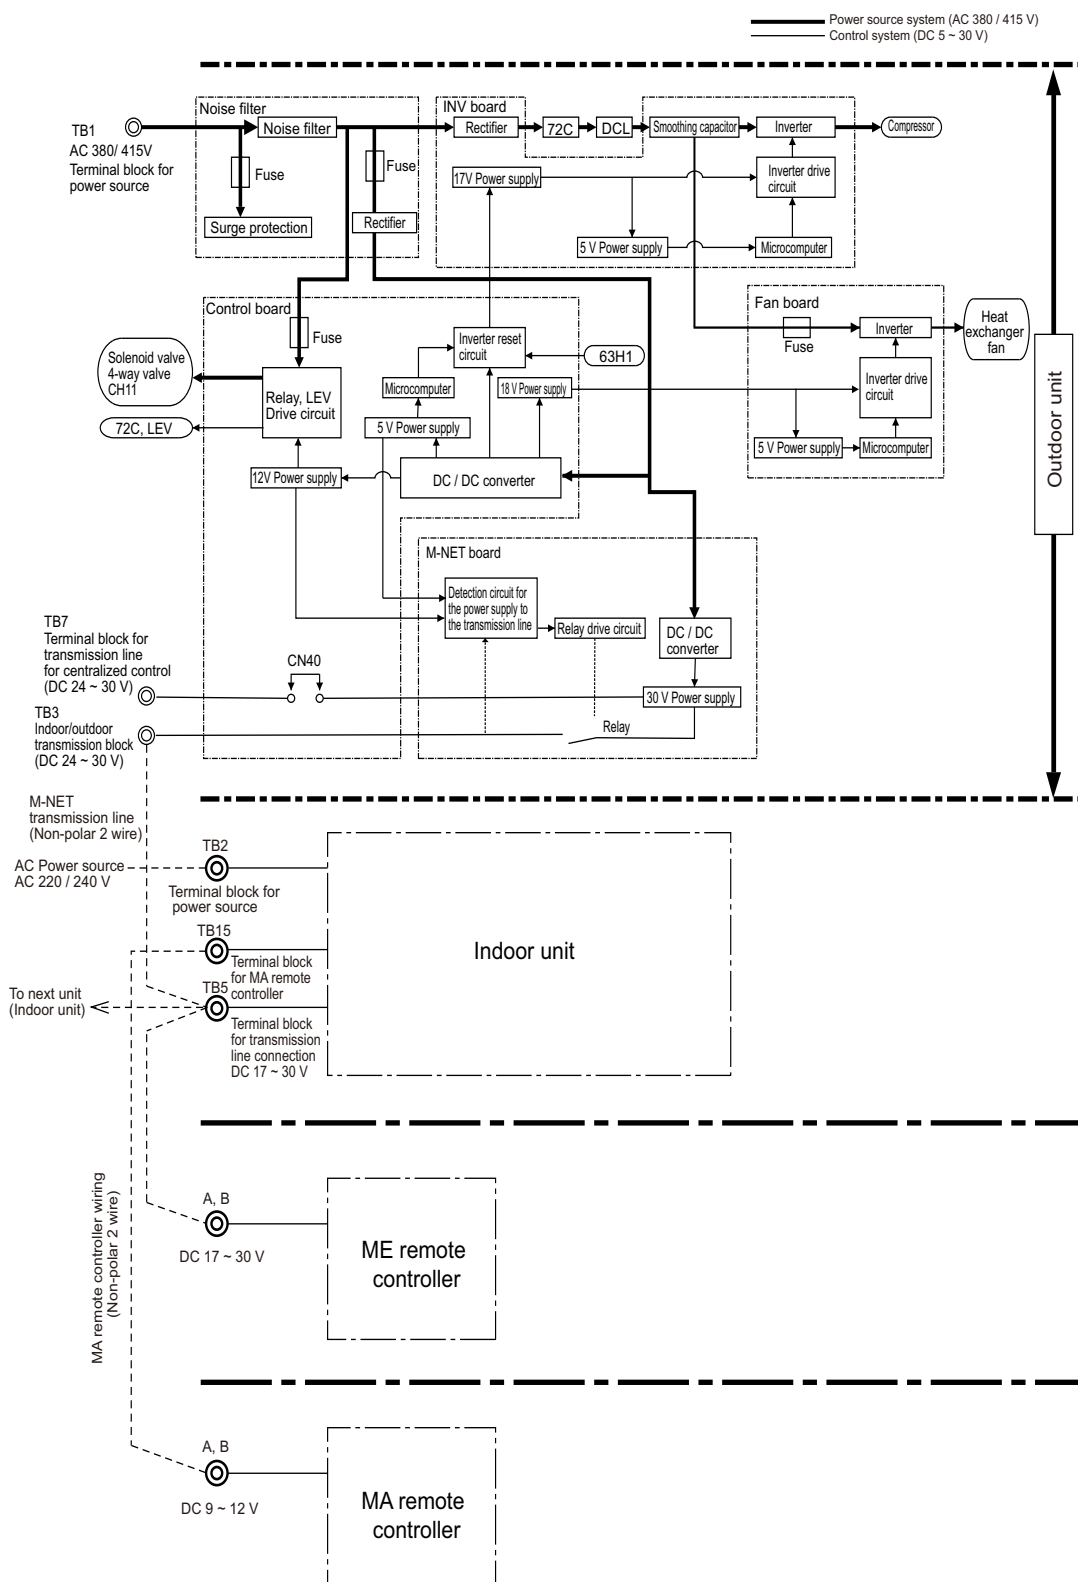 Power source system (AC 380 / 415 V)
Control system (DC 5 ~ 30 V)
Noise filter
INV board
TB1
AC 380/ 415V
Terminal block for
power source
Noise filter
Rectifier
72C
DCL
Smoothing capacitor
Inverter
Compressor
Fuse
Fuse
17V Power supply
Inverter drive
circuit
Surge protection
Rectifier
5 V Power supply
Microcomputer
Control board
Fan board
Fuse
Inverter reset
circuit
63H1
Fuse
Inverter
Heat
exchanger
fan
Solenoid valve
4-way valve
CH11
Relay, LEV
Drive circuit
Microcomputer
18 V Power supply
Inverter drive
circuit
72C, LEV
5 V Power supply
5 V Power supply
Microcomputer
12V Power supply
DC / DC converter
Outdoor unit
M-NET board
Detection circuit for
the power supply to
the transmission line
Relay drive circuit
DC / DC
converter
TB7
Terminal block for
transmission line
for centralized control
(DC 24 ~ 30 V)
CN40
30 V Power supply
TB3
Indoor/outdoor
transmission block
(DC 24 ~ 30 V)
Relay
M-NET
transmission line
(Non-polar 2 wire)
AC Power source
AC 220 / 240 V
TB2
Terminal block for
power source
TB15
Terminal block
for MA remote
controller
Indoor unit
To next unit
(Indoor unit)
TB5
Terminal block
for transmission
line connection
DC 17 ~ 30 V
MA remote controller wiring
(Non-polar 2 wire)
A, B
DC 17 ~ 30 V
ME remote
controller
A, B
DC 9 ~ 12 V
MA remote
controller